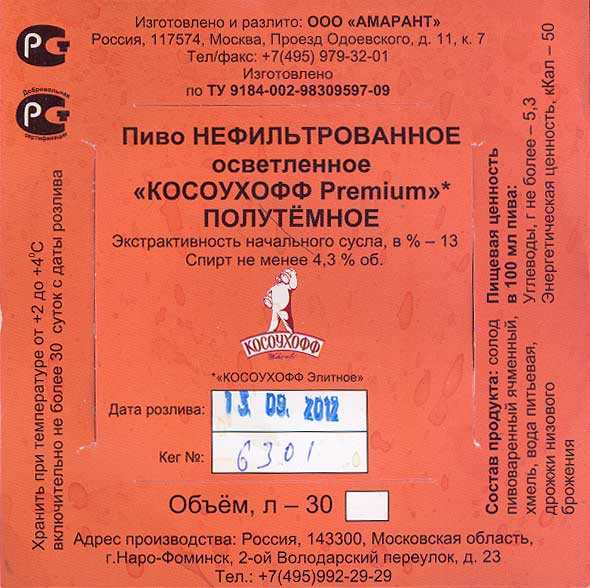 Изготовлено и разлито: ООО «АМАРАНТ»
Россия, 117574, Москва, Проезд Одоевского, д. 11, к. 7
Тел/факс: +7(495) 979-32-01
Изготовлено
по ТУ 9184-002-98309597-09
Добровольная
сертификация
Пиво НЕФИЛЬТРОВАННОЕ
осветленное
«КОСОУХОФФ Premium»*
ПОЛУТЁМНОЕ
Экстрактивность начального сусла, в % – 13
Спирт не менее 4,3 % об.
КОСОУХОФФ
*«КОСОУХОФФ Элитное»
Дата розлива: 13. 09. 2012
Кег №: 6301
Объём, л – 30
Адрес производства: Россия, 143300, Московская область,
г.Наро-Фоминск, 2-ой Володарский переулок, д. 23
Тел.: +7(495)992-29-29
Хранить при температуре от +2 до +4⁰С
включительно не более 30 суток с даты розлива
Пищевая ценность
в 100 мл пива:
Углеводы, г не более – 5,3
Энергетическая ценность, кКал – 50
Состав продукта: солод
пивоваренный ячменный,
хмель, вода питьевая,
дрожжи низового
брожения